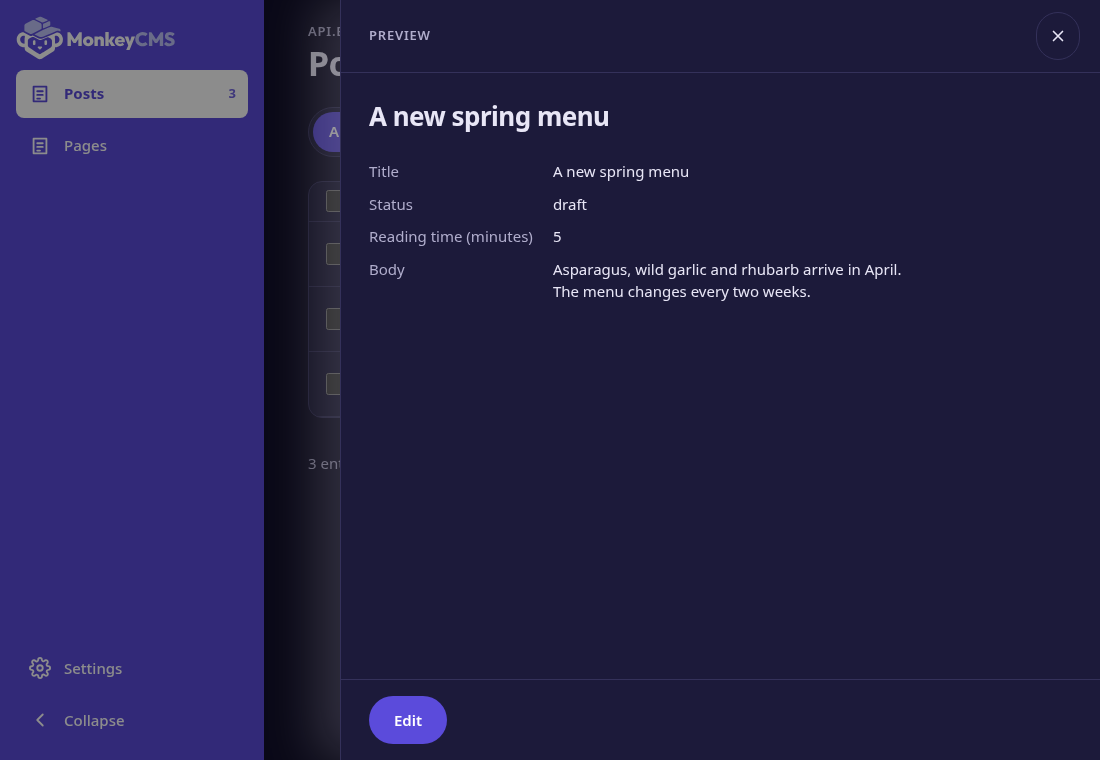 MonkeyCMS
Posts 3
Pages
Settings
Collapse
PREVIEW
A new spring menu
Title A new spring menu
Status draft
Reading time (minutes) 5
Body Asparagus, wild garlic and rhubarb arrive in April.
The menu changes every two weeks.
Edit